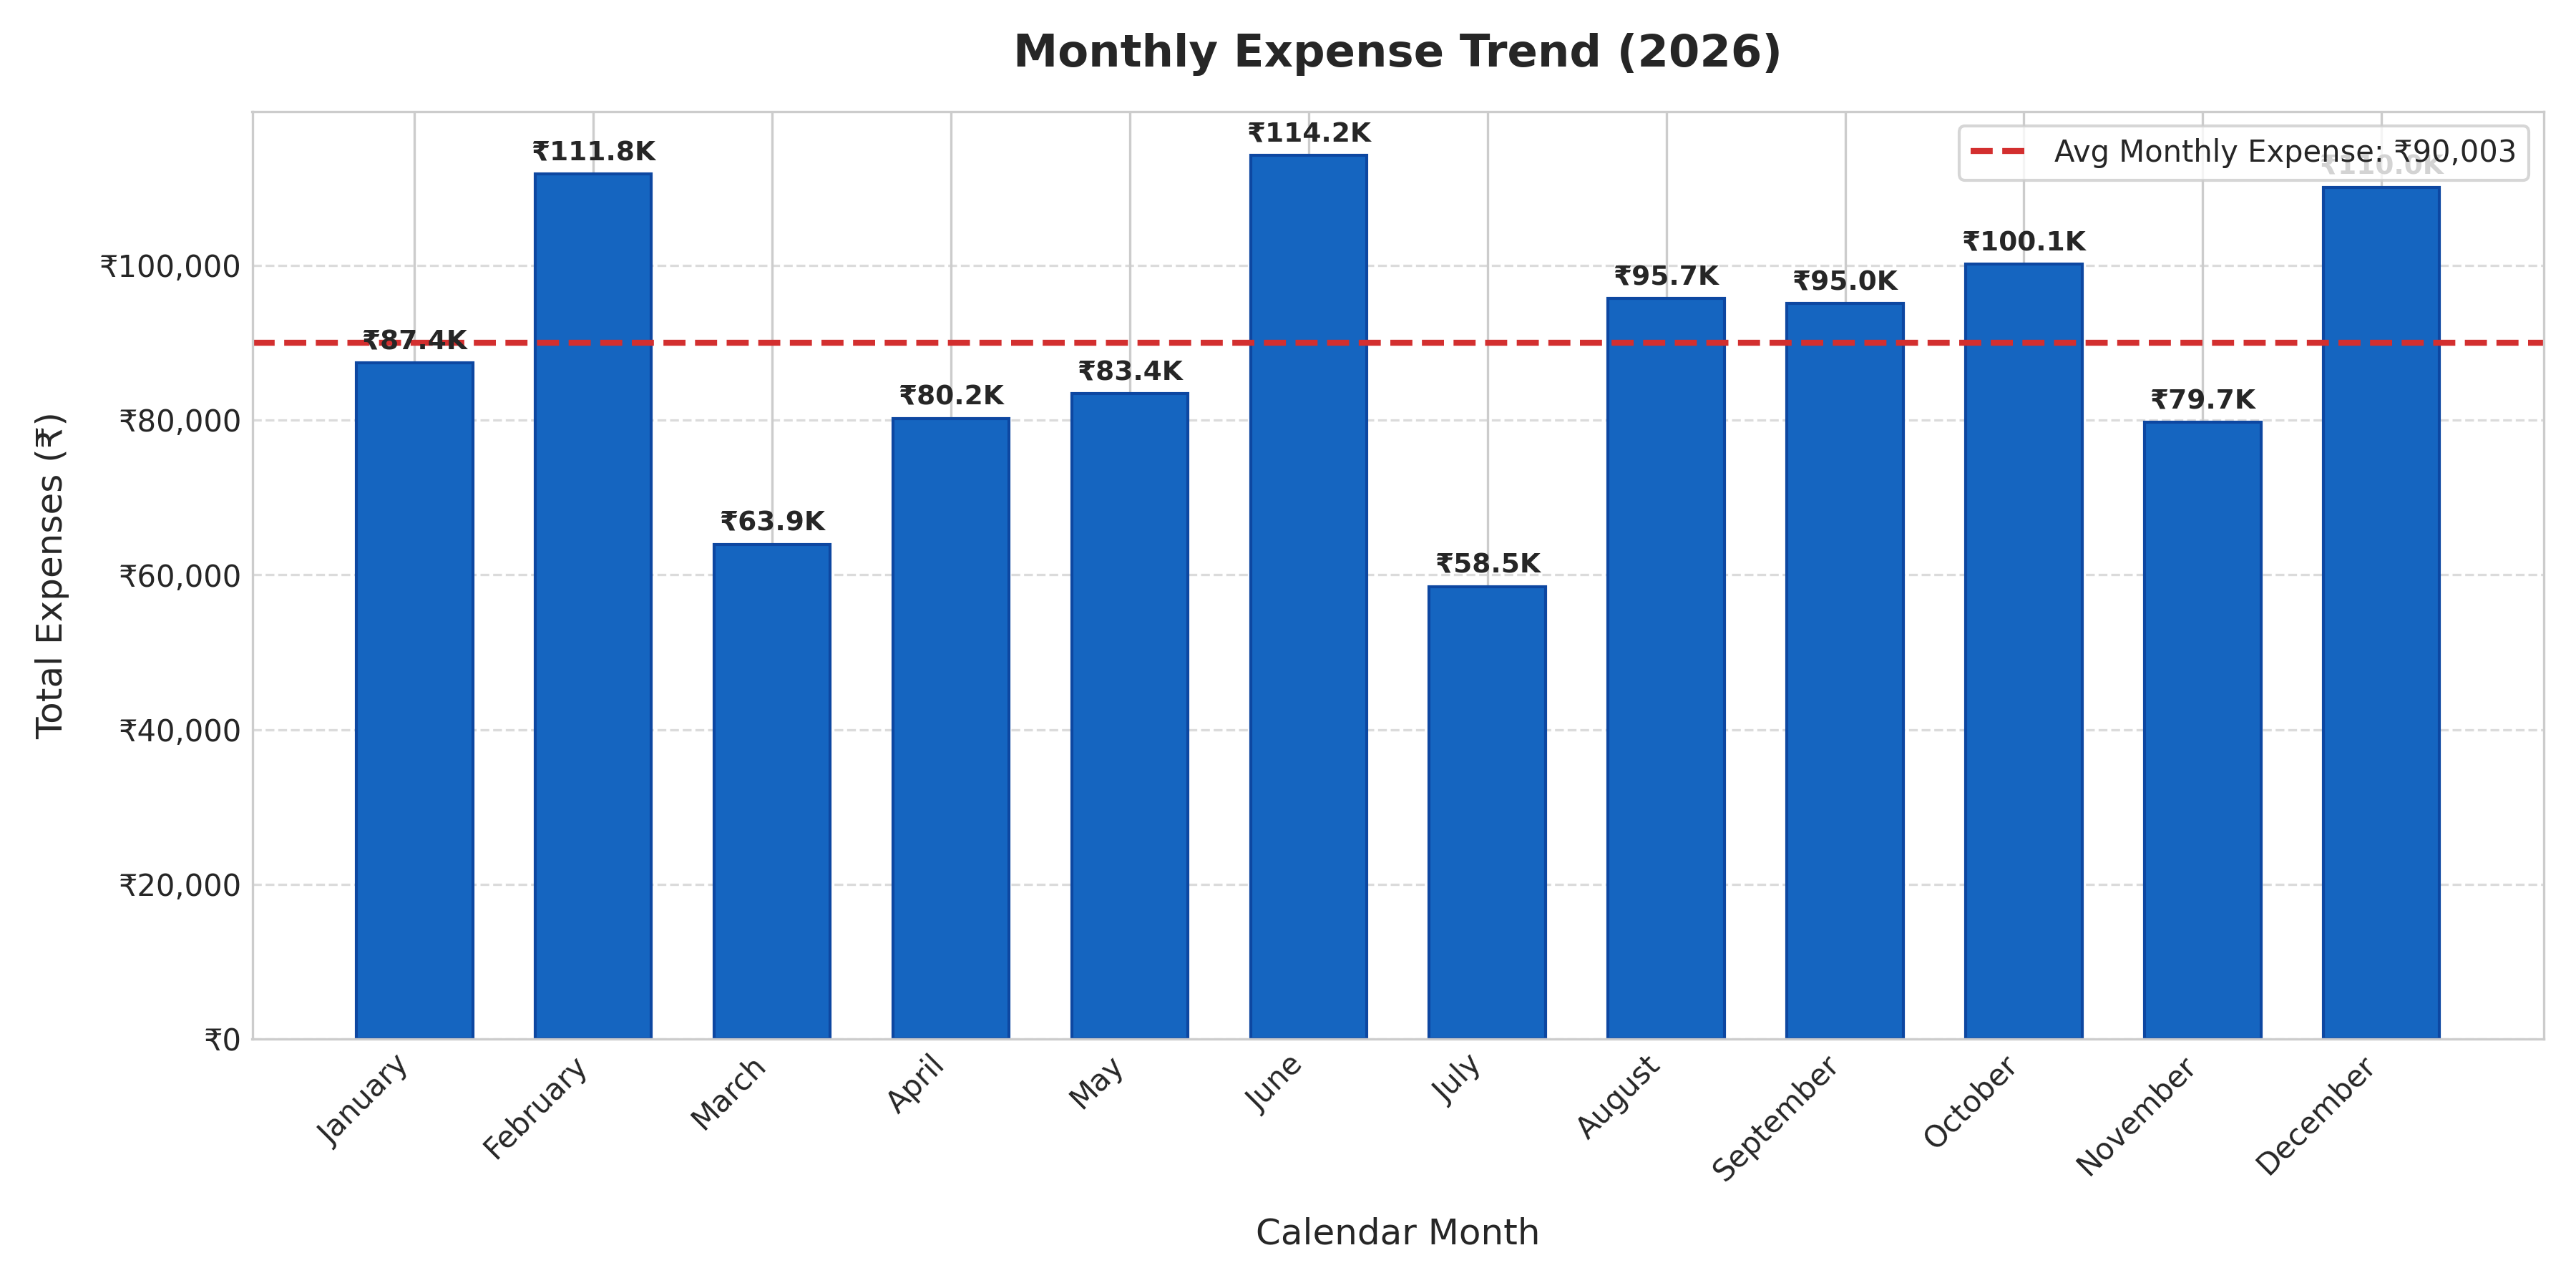 Monthly Expense Trend (2026)
Avg Monthly Expense: ₹90,003
₹87.4K
₹111.8K
₹63.9K
₹80.2K
₹83.4K
₹114.2K
₹58.5K
₹95.7K
₹95.0K
₹100.1K
₹79.7K
₹110.0K
Total Expenses (₹)
₹100,000
₹80,000
₹60,000
₹40,000
₹20,000
₹0
January
February
March
April
May
June
July
August
September
October
November
December
Calendar Month